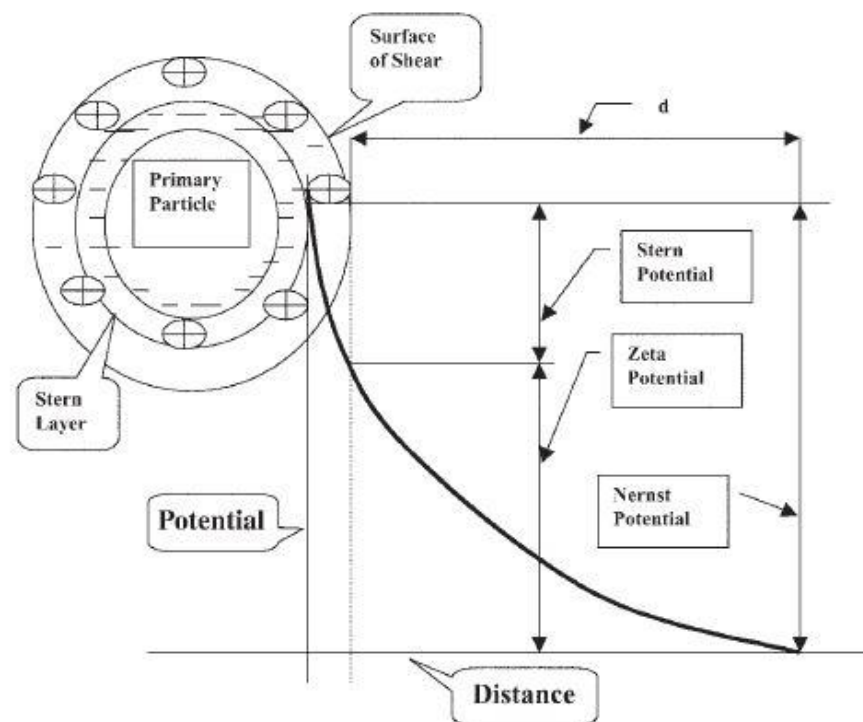 Surface
of Shear
d
Primary
Particle
Stern
Potential
Zeta
Potential
Stern
Layer
Nernst
Potential
Potential
Distance